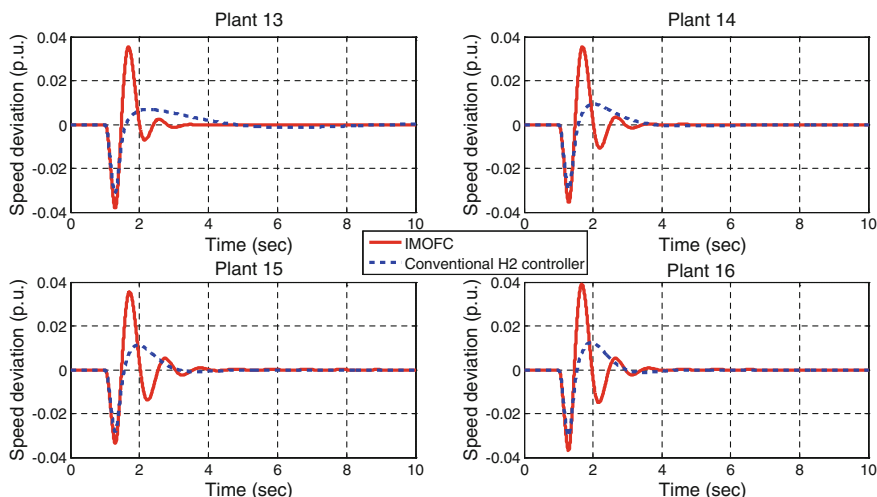 Plant 13
Speed deviation (p.u.)
0.04
0.02
0
-0.02
-0.04
0 2 4 6 8 10
Time (sec)
Plant 14
Speed deviation (p.u.)
0.04
0.02
0
-0.02
-0.04
0 2 4 6 8 10
Time (sec)
IMOFC
Conventional H2 controller
Plant 15
Speed deviation (p.u.)
0.04
0.02
0
-0.02
-0.04
0 2 4 6 8 10
Time (sec)
Plant 16
Speed deviation (p.u.)
0.04
0.02
0
-0.02
-0.04
0 2 4 6 8 10
Time (sec)